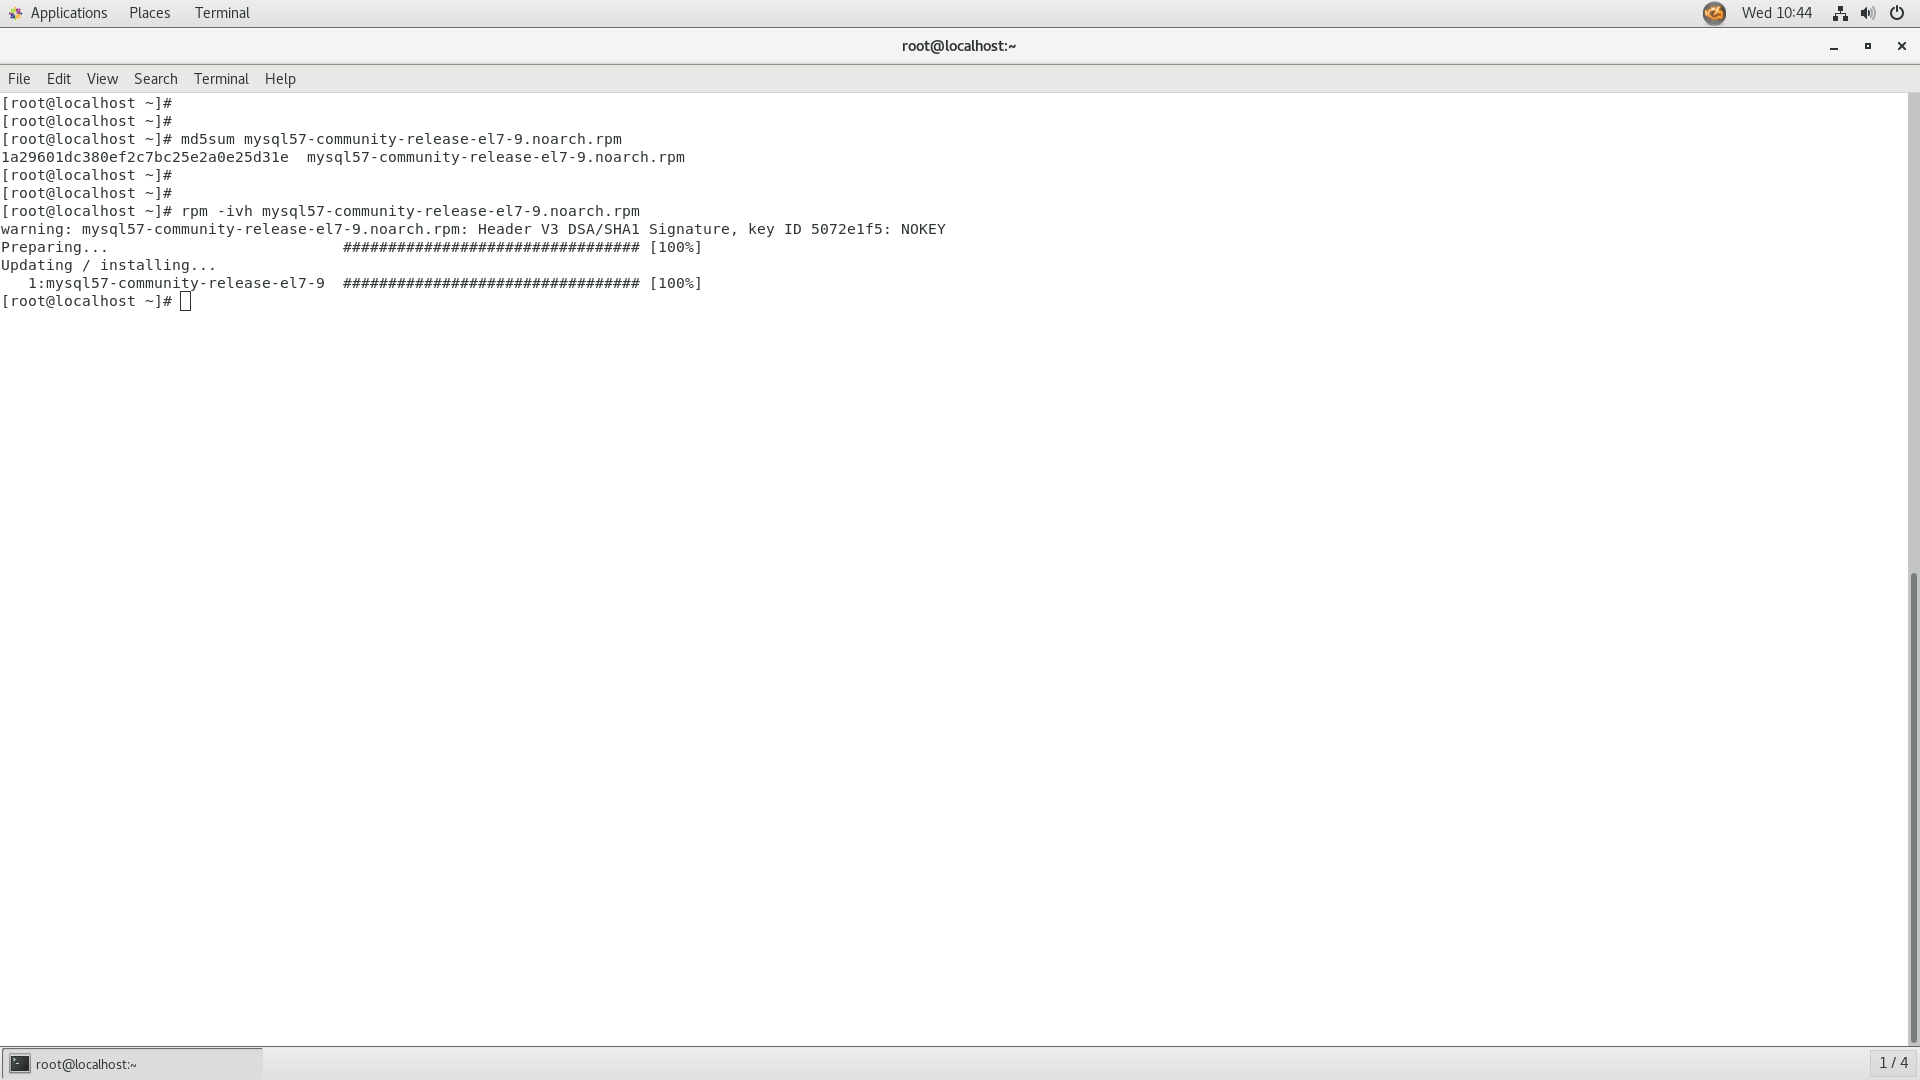 Applications Places Terminal Wed 10:44
root@localhost:~
File Edit View Search Terminal Help
[root@localhost ~]#
[root@localhost ~]#
[root@localhost ~]# md5sum mysql57-community-release-el7-9.noarch.rpm
1a29601dc380ef2c7bc25e2a0e25d31e  mysql57-community-release-el7-9.noarch.rpm
[root@localhost ~]#
[root@localhost ~]#
[root@localhost ~]# rpm -ivh mysql57-community-release-el7-9.noarch.rpm
warning: mysql57-community-release-el7-9.noarch.rpm: Header V3 DSA/SHA1 Signature, key ID 5072e1f5: NOKEY
Preparing...                          ################################# [100%]
Updating / installing...
   1:mysql57-community-release-el7-9  ################################# [100%]
[root@localhost ~]#
root@localhost:~ 1 / 4